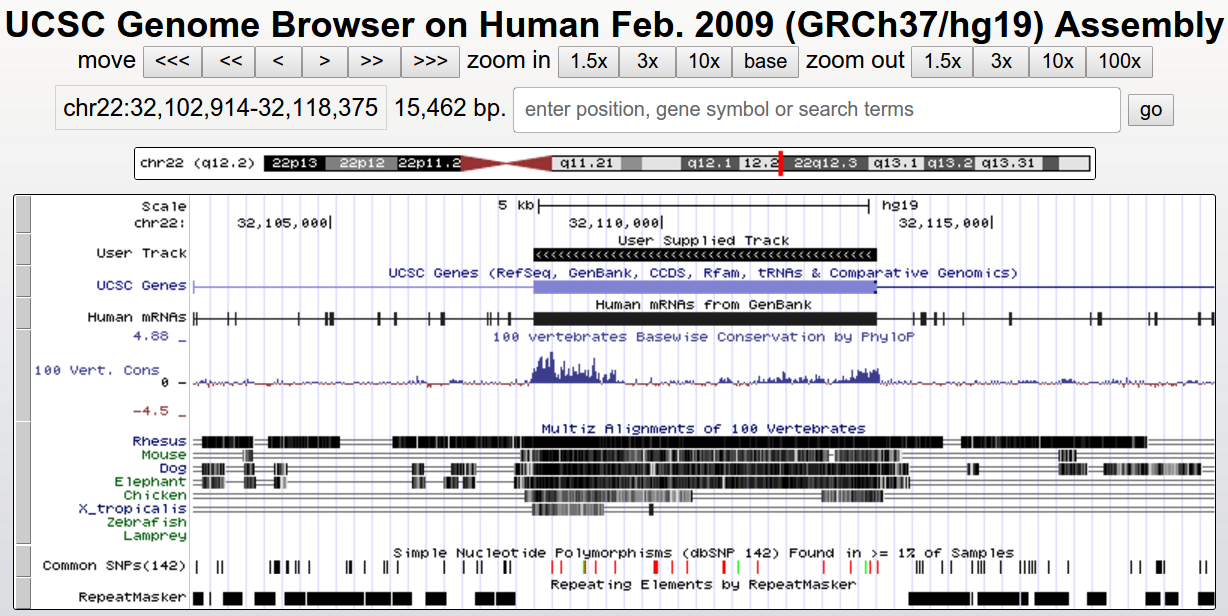 UCSC Genome Browser on Human Feb. 2009 (GRCh37/hg19) Assembly
move <<< << < > >> >>> zoom in 1.5x 3x 10x base zoom out 1.5x 3x 10x 100x
chr22:32,102,914-32,118,375 15,462 bp. enter position, gene symbol or search terms go
chr22 (q12.2) 22p13 22p12 22p11.2 q11.21 q12.1 12.2 22q12.3 q13.1 q13.2 q13.31
Scale 5 kb hg19
chr22: 32,105,000 32,110,000 32,115,000
User Supplied Track
User Track
UCSC Genes (RefSeq, GenBank, CCDS, Rfam, tRNAs & Comparative Genomics)
UCSC Genes
Human mRNAs from GenBank
Human mRNAs
100 vertebrates Basewise Conservation by PhyloP
4.88 _
100 Vert. Cons
0 -
-4.5 _
Multiz Alignments of 100 Vertebrates
Rhesus
Mouse
Dog
Elephant
Chicken
X_tropicalis
Zebrafish
Lamprey
Simple Nucleotide Polymorphisms (dbSNP 142) Found in >= 1% of Samples
Common SNPs(142)
Repeating Elements by RepeatMasker
RepeatMasker